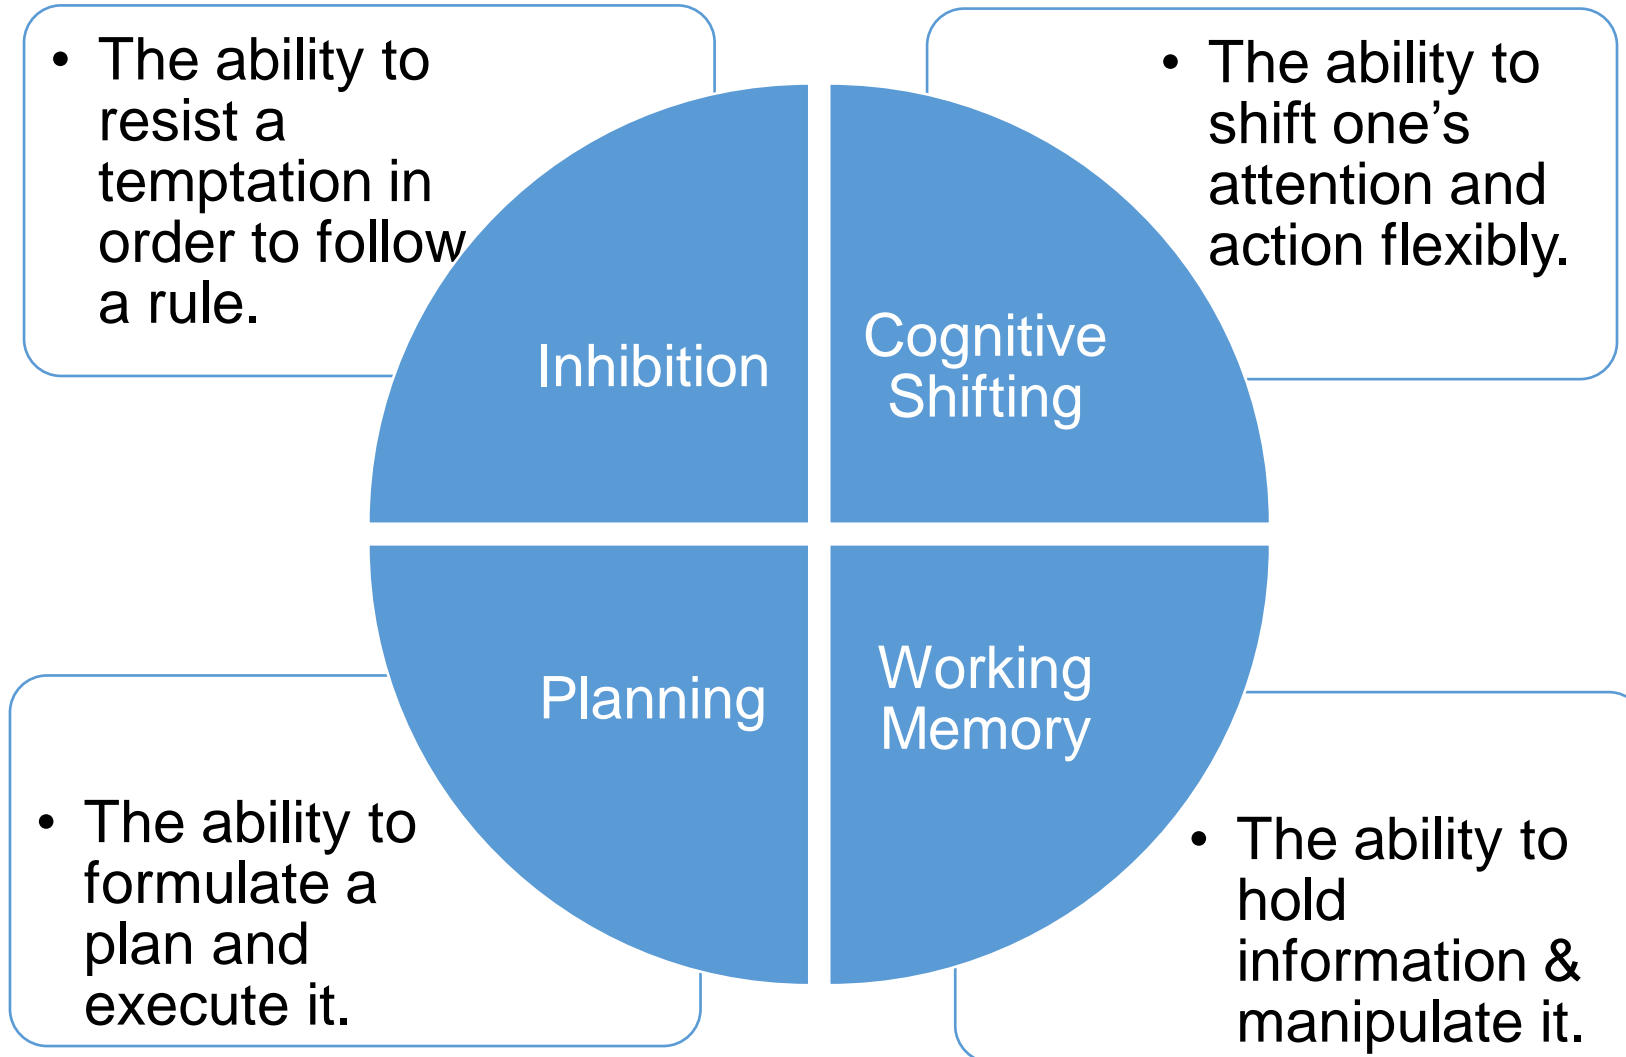 • The ability to
resist a
temptation in
order to follow
a rule.
• The ability to
shift one’s
attention and
action flexibly.
Inhibition
Cognitive
Shifting
Planning
Working
Memory
• The ability to
formulate a
plan and
execute it.
• The ability to
hold
information &
manipulate it.